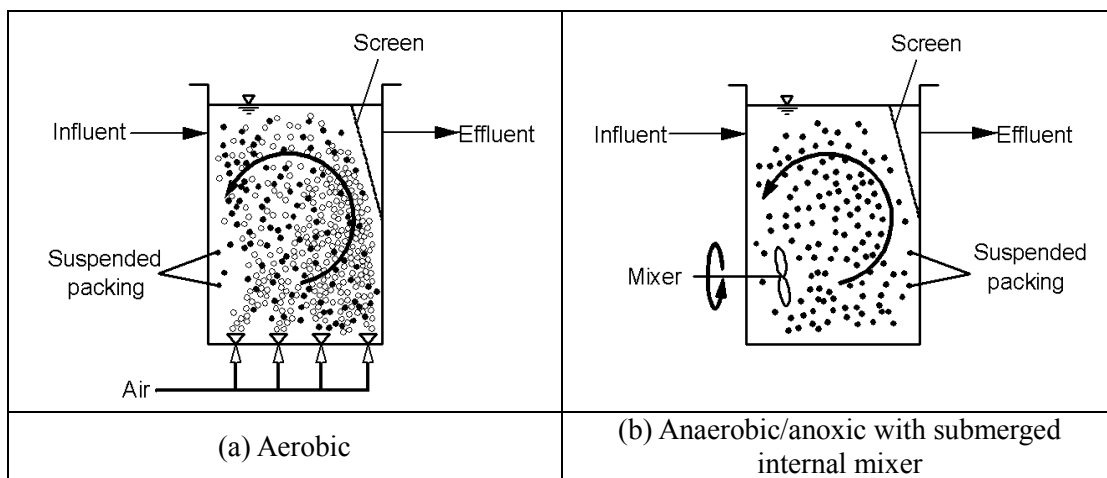 Screen
Influent
Effluent
Suspended
packing
Air
(a) Aerobic
Screen
Influent
Effluent
Mixer
Suspended
packing
(b) Anaerobic/anoxic with submerged
internal mixer